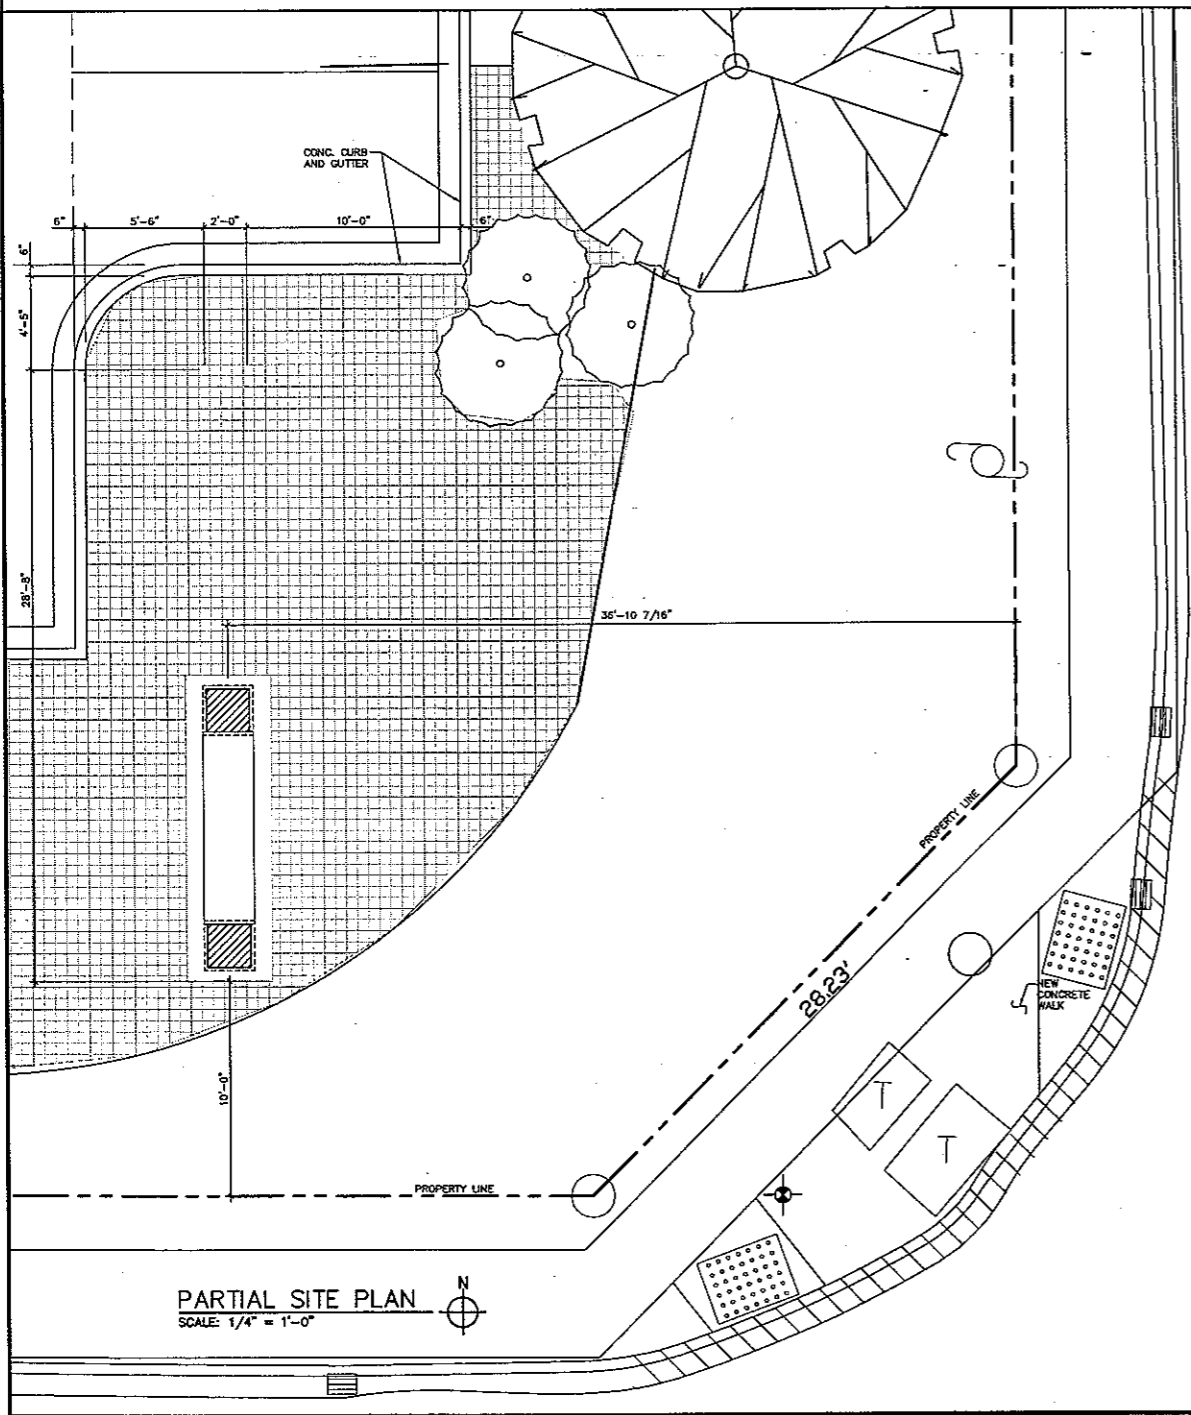 CONC. CURB
AND GUTTER
6"
5'-6"
2'-0"
10'-0"
6"
6"
4'-5"
28'-8"
35'-10 7/16"
PROPERTY LINE
28.23'
NEW
CONCRETE
WALK
T
T
10'-0"
PROPERTY LINE
N
PARTIAL SITE PLAN
SCALE: 1/4" = 1'-0"